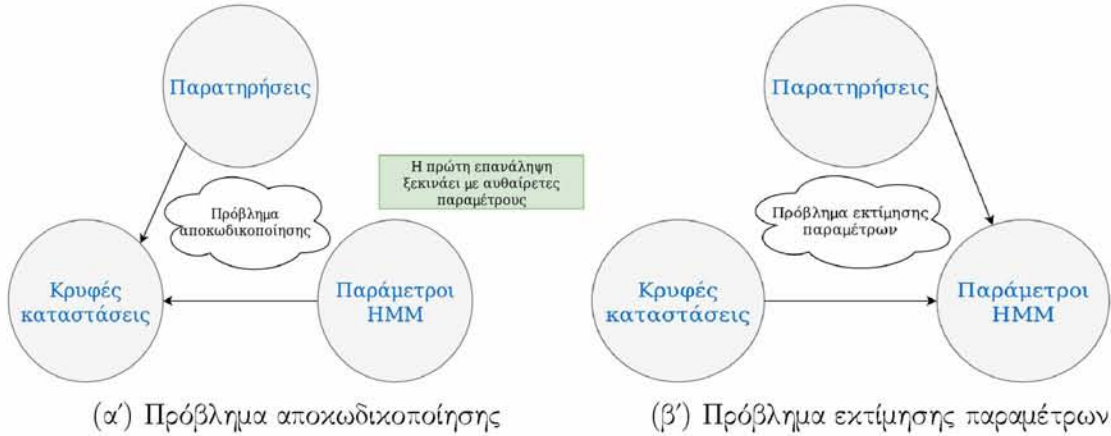 Παρατηρήσεις
Η πρώτη επανάληψη
ξεκινάει με αυθαίρετες
παραμέτρους
Πρόβλημα
αποκωδικοποίησης
Κρυφές
καταστάσεις
Παράμετροι
HMM
(α′) Πρόβλημα αποκωδικοποίησης
Παρατηρήσεις
Πρόβλημα εκτίμησης
παραμέτρων
Κρυφές
καταστάσεις
Παράμετροι
HMM
(β′) Πρόβλημα εκτίμησης παραμέτρων